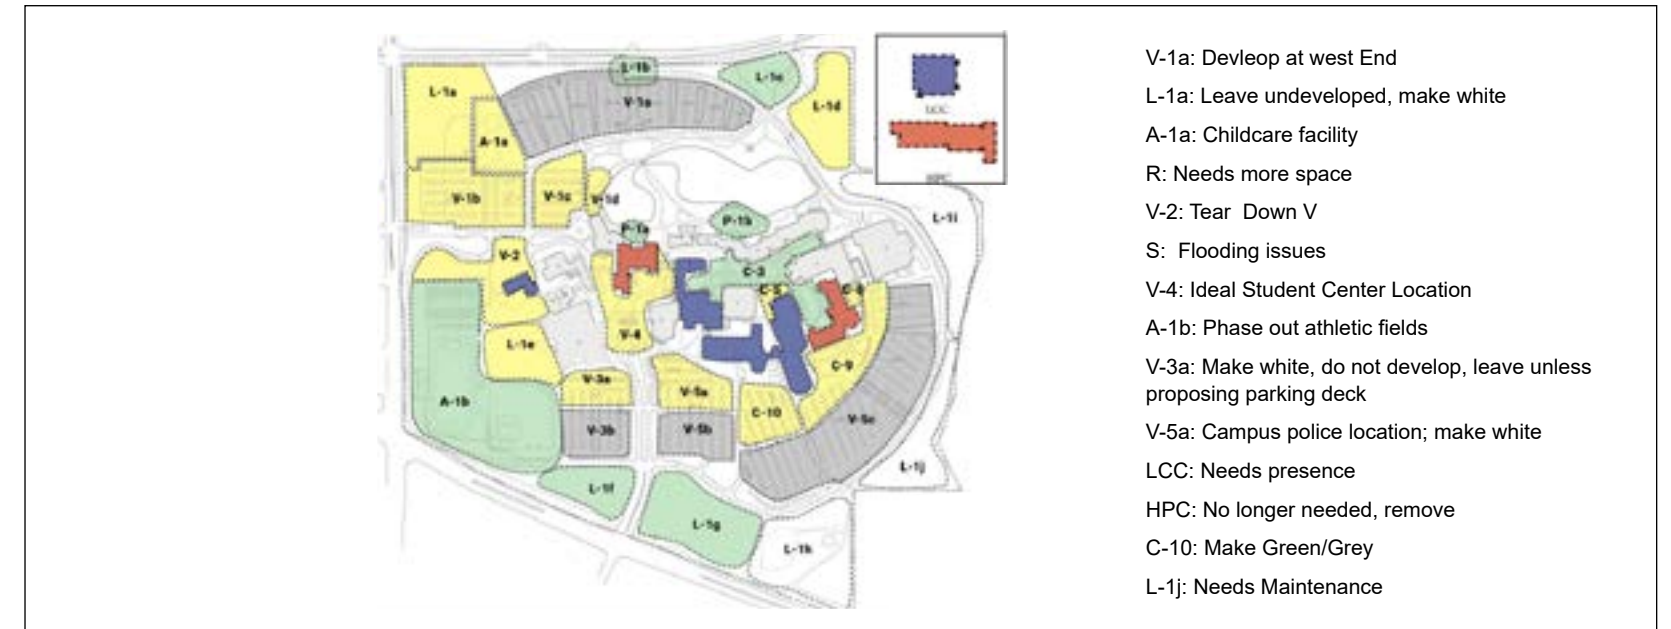 L-1b
L-1c
L-1a
V-1a
L-1d
A-1a
LCC
HPC
V-1b
V-1c
V-1d
L-1i
P-1a
P-1b
V-2
C-3
C-5
V-4
L-1e
C-9
V-3a
V-5a
A-1b
C-10
V-3b
V-5b
V-5c
L-1j
L-1f
L-1g
L-1h
V-1a: Devleop at west End
L-1a: Leave undeveloped, make white
A-1a: Childcare facility
R: Needs more space
V-2: Tear  Down V
S:  Flooding issues
V-4: Ideal Student Center Location
A-1b: Phase out athletic fields
V-3a: Make white, do not develop, leave unless
proposing parking deck
V-5a: Campus police location; make white
LCC: Needs presence
HPC: No longer needed, remove
C-10: Make Green/Grey
L-1j: Needs Maintenance